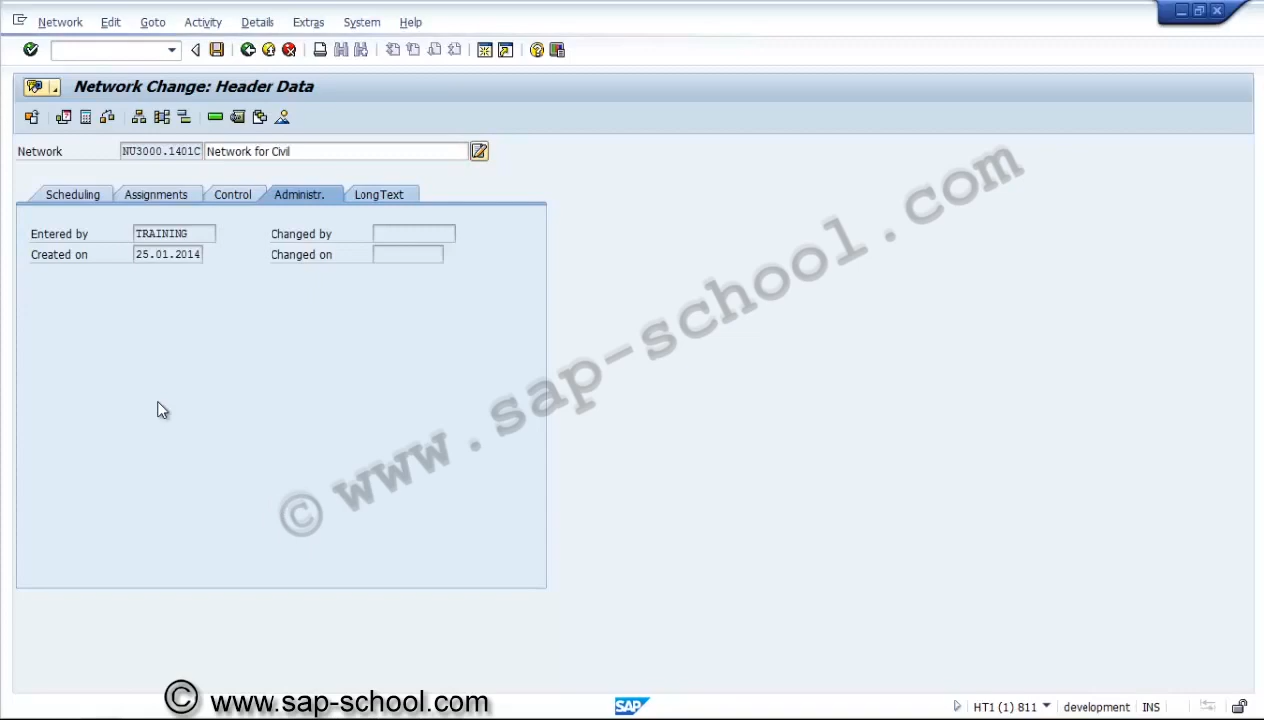 Network Edit Goto Activity Details Extras System Help
Network Change: Header Data
Network NU3000.1401C Network for Civil
Scheduling Assignments Control Administr. LongText
Entered by TRAINING Changed by
Created on 25.01.2014 Changed on
© www.sap-school.com
© www.sap-school.com
SAP HT1 (1) 811 development INS